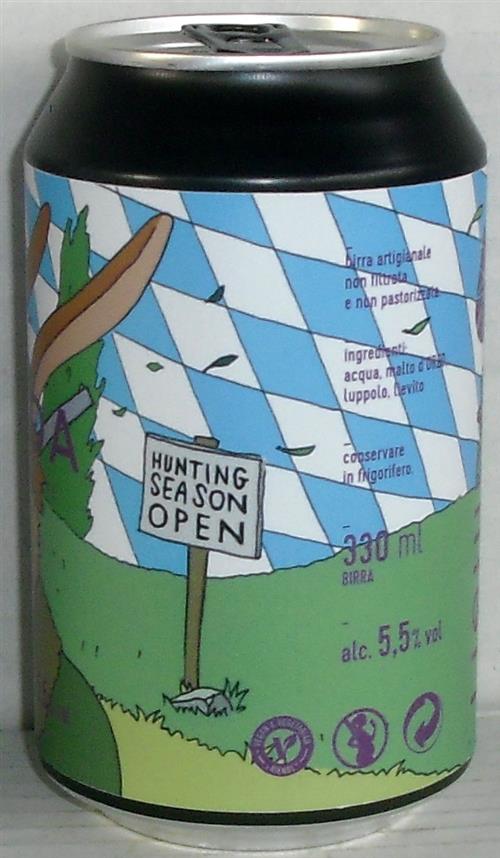 HUNTING
SEASON
OPEN
birra artigianale
non filtrata
e non pastorizzata
ingredienti:
acqua, malto d'orzo
luppolo, lievito
conservare
in frigorifero.
330 ml
BIRRA
alc. 5,5% vol